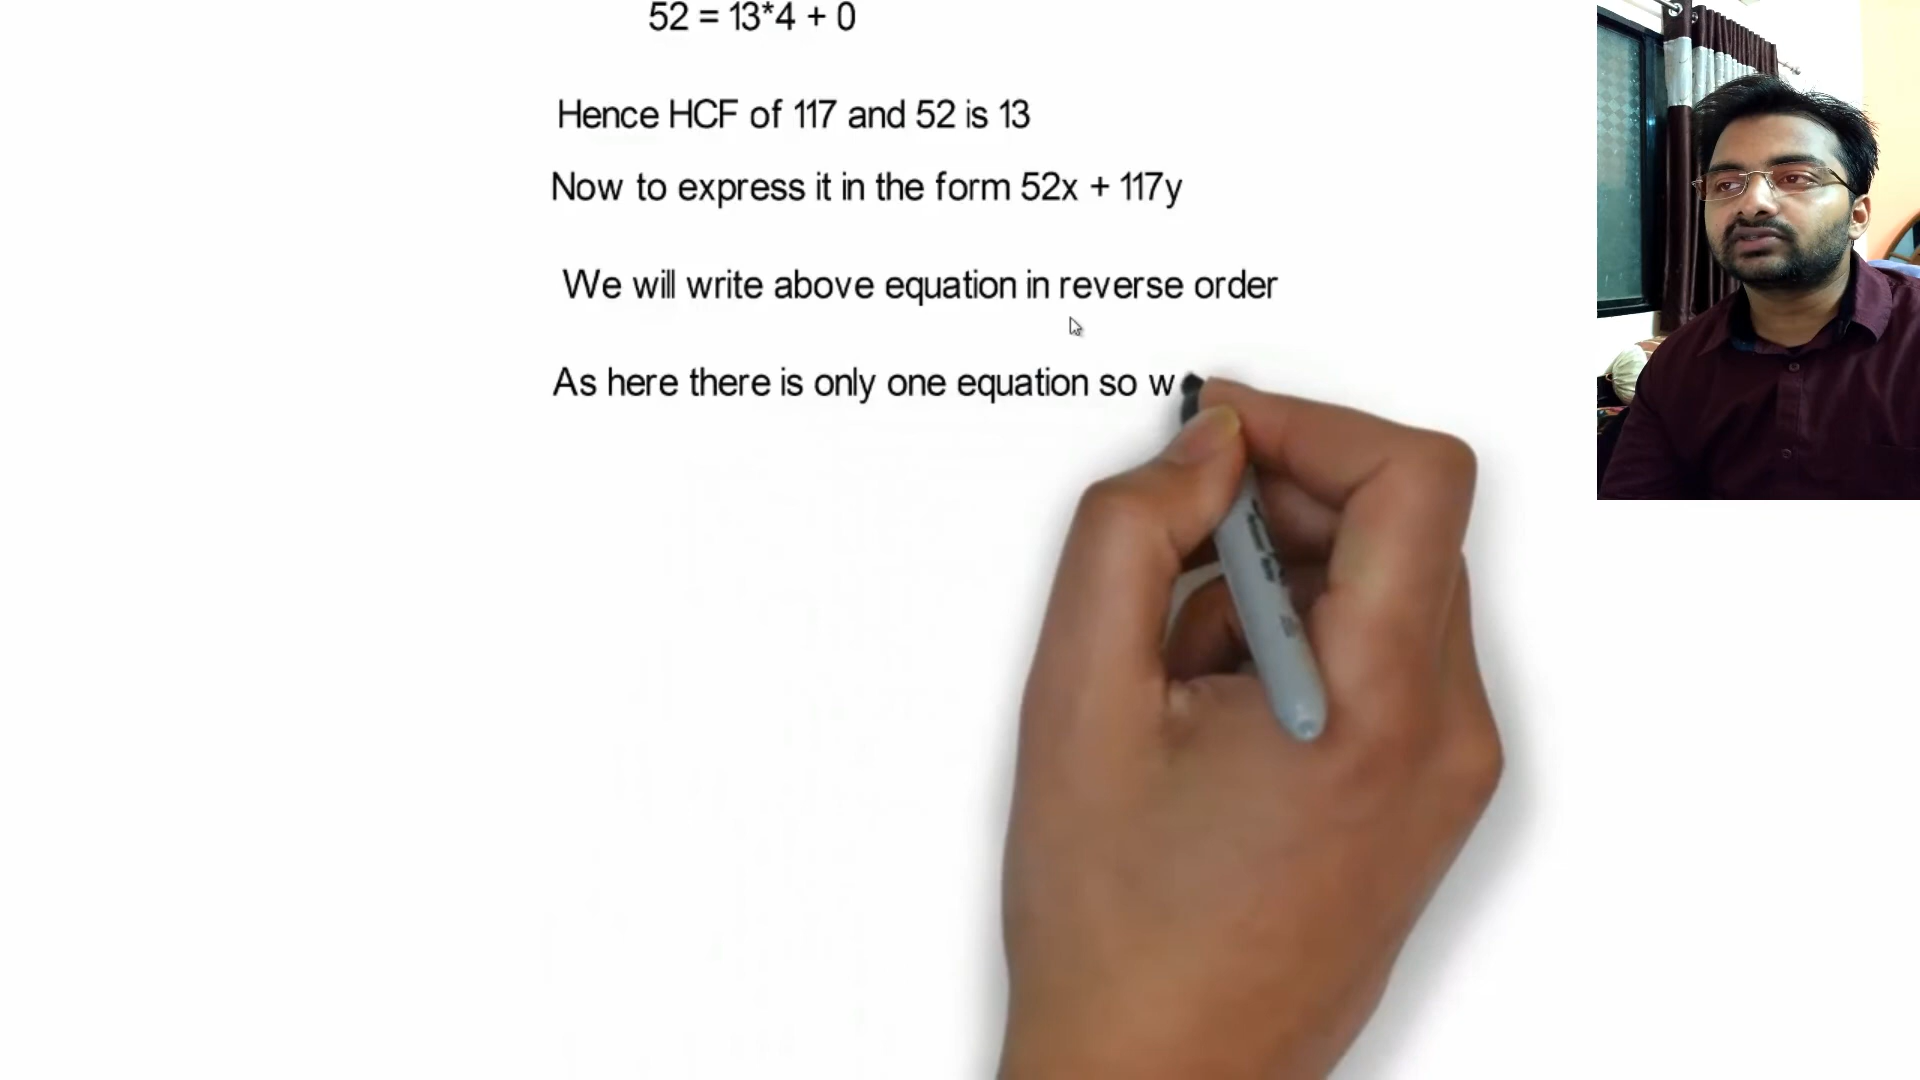 52 = 13*4 + 0
Hence HCF of 117 and 52 is 13
Now to express it in the form 52x + 117y
We will write above equation in reverse order
As here there is only one equation so w